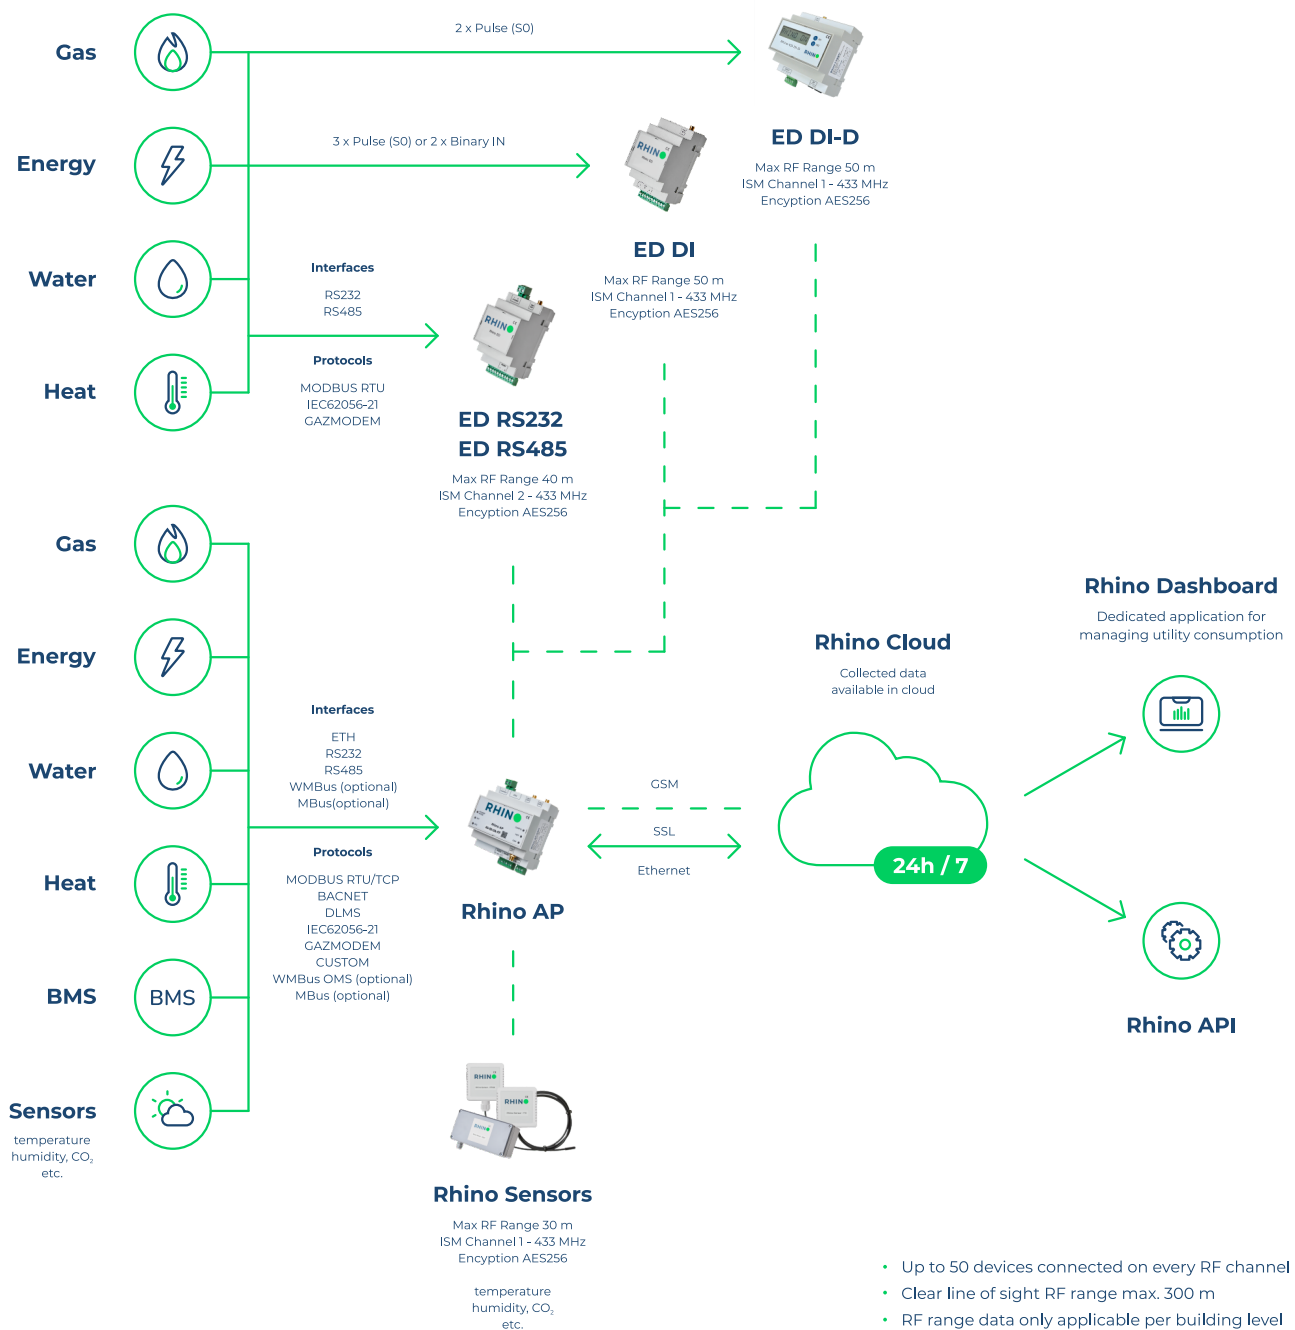 Gas
2 x Pulse (S0)
RHINO
ED DI-D
Max RF Range 50 m
ISM Channel 1 - 433 MHz
Encyption AES256
Energy
3 x Pulse (S0) or 2 x Binary IN
RHINO
ED DI
Max RF Range 50 m
ISM Channel 1 - 433 MHz
Encyption AES256
Water
Interfaces
RS232
RS485
RHINO
Heat
Protocols
MODBUS RTU
IEC62056-21
GAZMODEM
ED RS232
ED RS485
Max RF Range 40 m
ISM Channel 2 - 433 MHz
Encyption AES256
Gas
Energy
Water
Interfaces
ETH
RS232
RS485
WMBus (optional)
MBus(optional)
Heat
Protocols
MODBUS RTU/TCP
BACNET
DLMS
IEC62056-21
GAZMODEM
CUSTOM
WMBus OMS (optional)
MBus (optional)
BMS
BMS
Sensors
temperature
humidity, CO₂
etc.
RHINO
Rhino AP
GSM
SSL
Ethernet
Rhino Cloud
Collected data
available in cloud
24h / 7
Rhino Dashboard
Dedicated application for
managing utility consumption
Rhino API
RHINO
RHINO
RHINO
Rhino Sensors
Max RF Range 30 m
ISM Channel 1 - 433 MHz
Encyption AES256
temperature
humidity, CO₂
etc.
• Up to 50 devices connected on every RF channel
• Clear line of sight RF range max. 300 m
• RF range data only applicable per building level